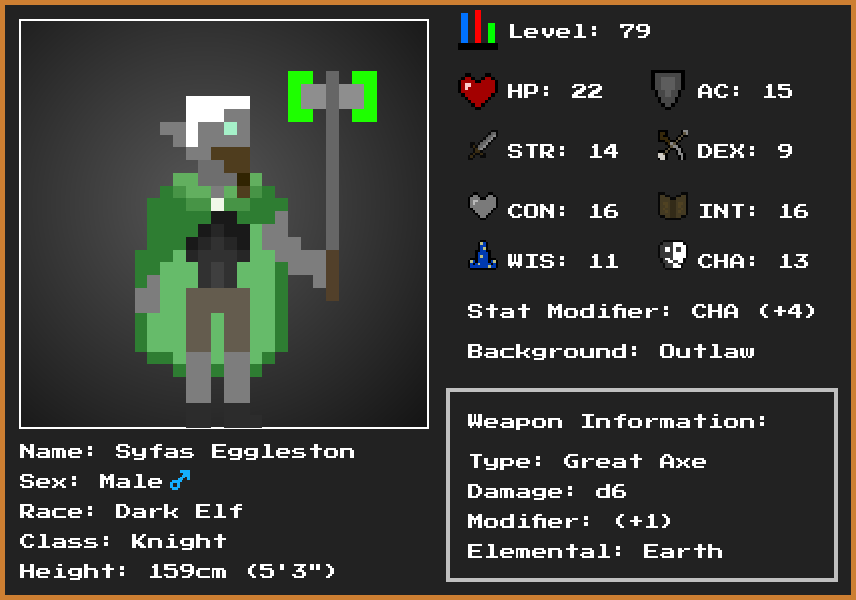 Level: 79
HP: 22
AC: 15
STR: 14
DEX: 9
CON: 16
INT: 16
WIS: 11
CHA: 13
Stat Modifier: CHA (+4)
Background: Outlaw
Weapon Information:
Type: Great Axe
Damage: d6
Modifier: (+1)
Elemental: Earth
Name: Syfas Eggleston
Sex: Male♂
Race: Dark Elf
Class: Knight
Height: 159cm (5'3")